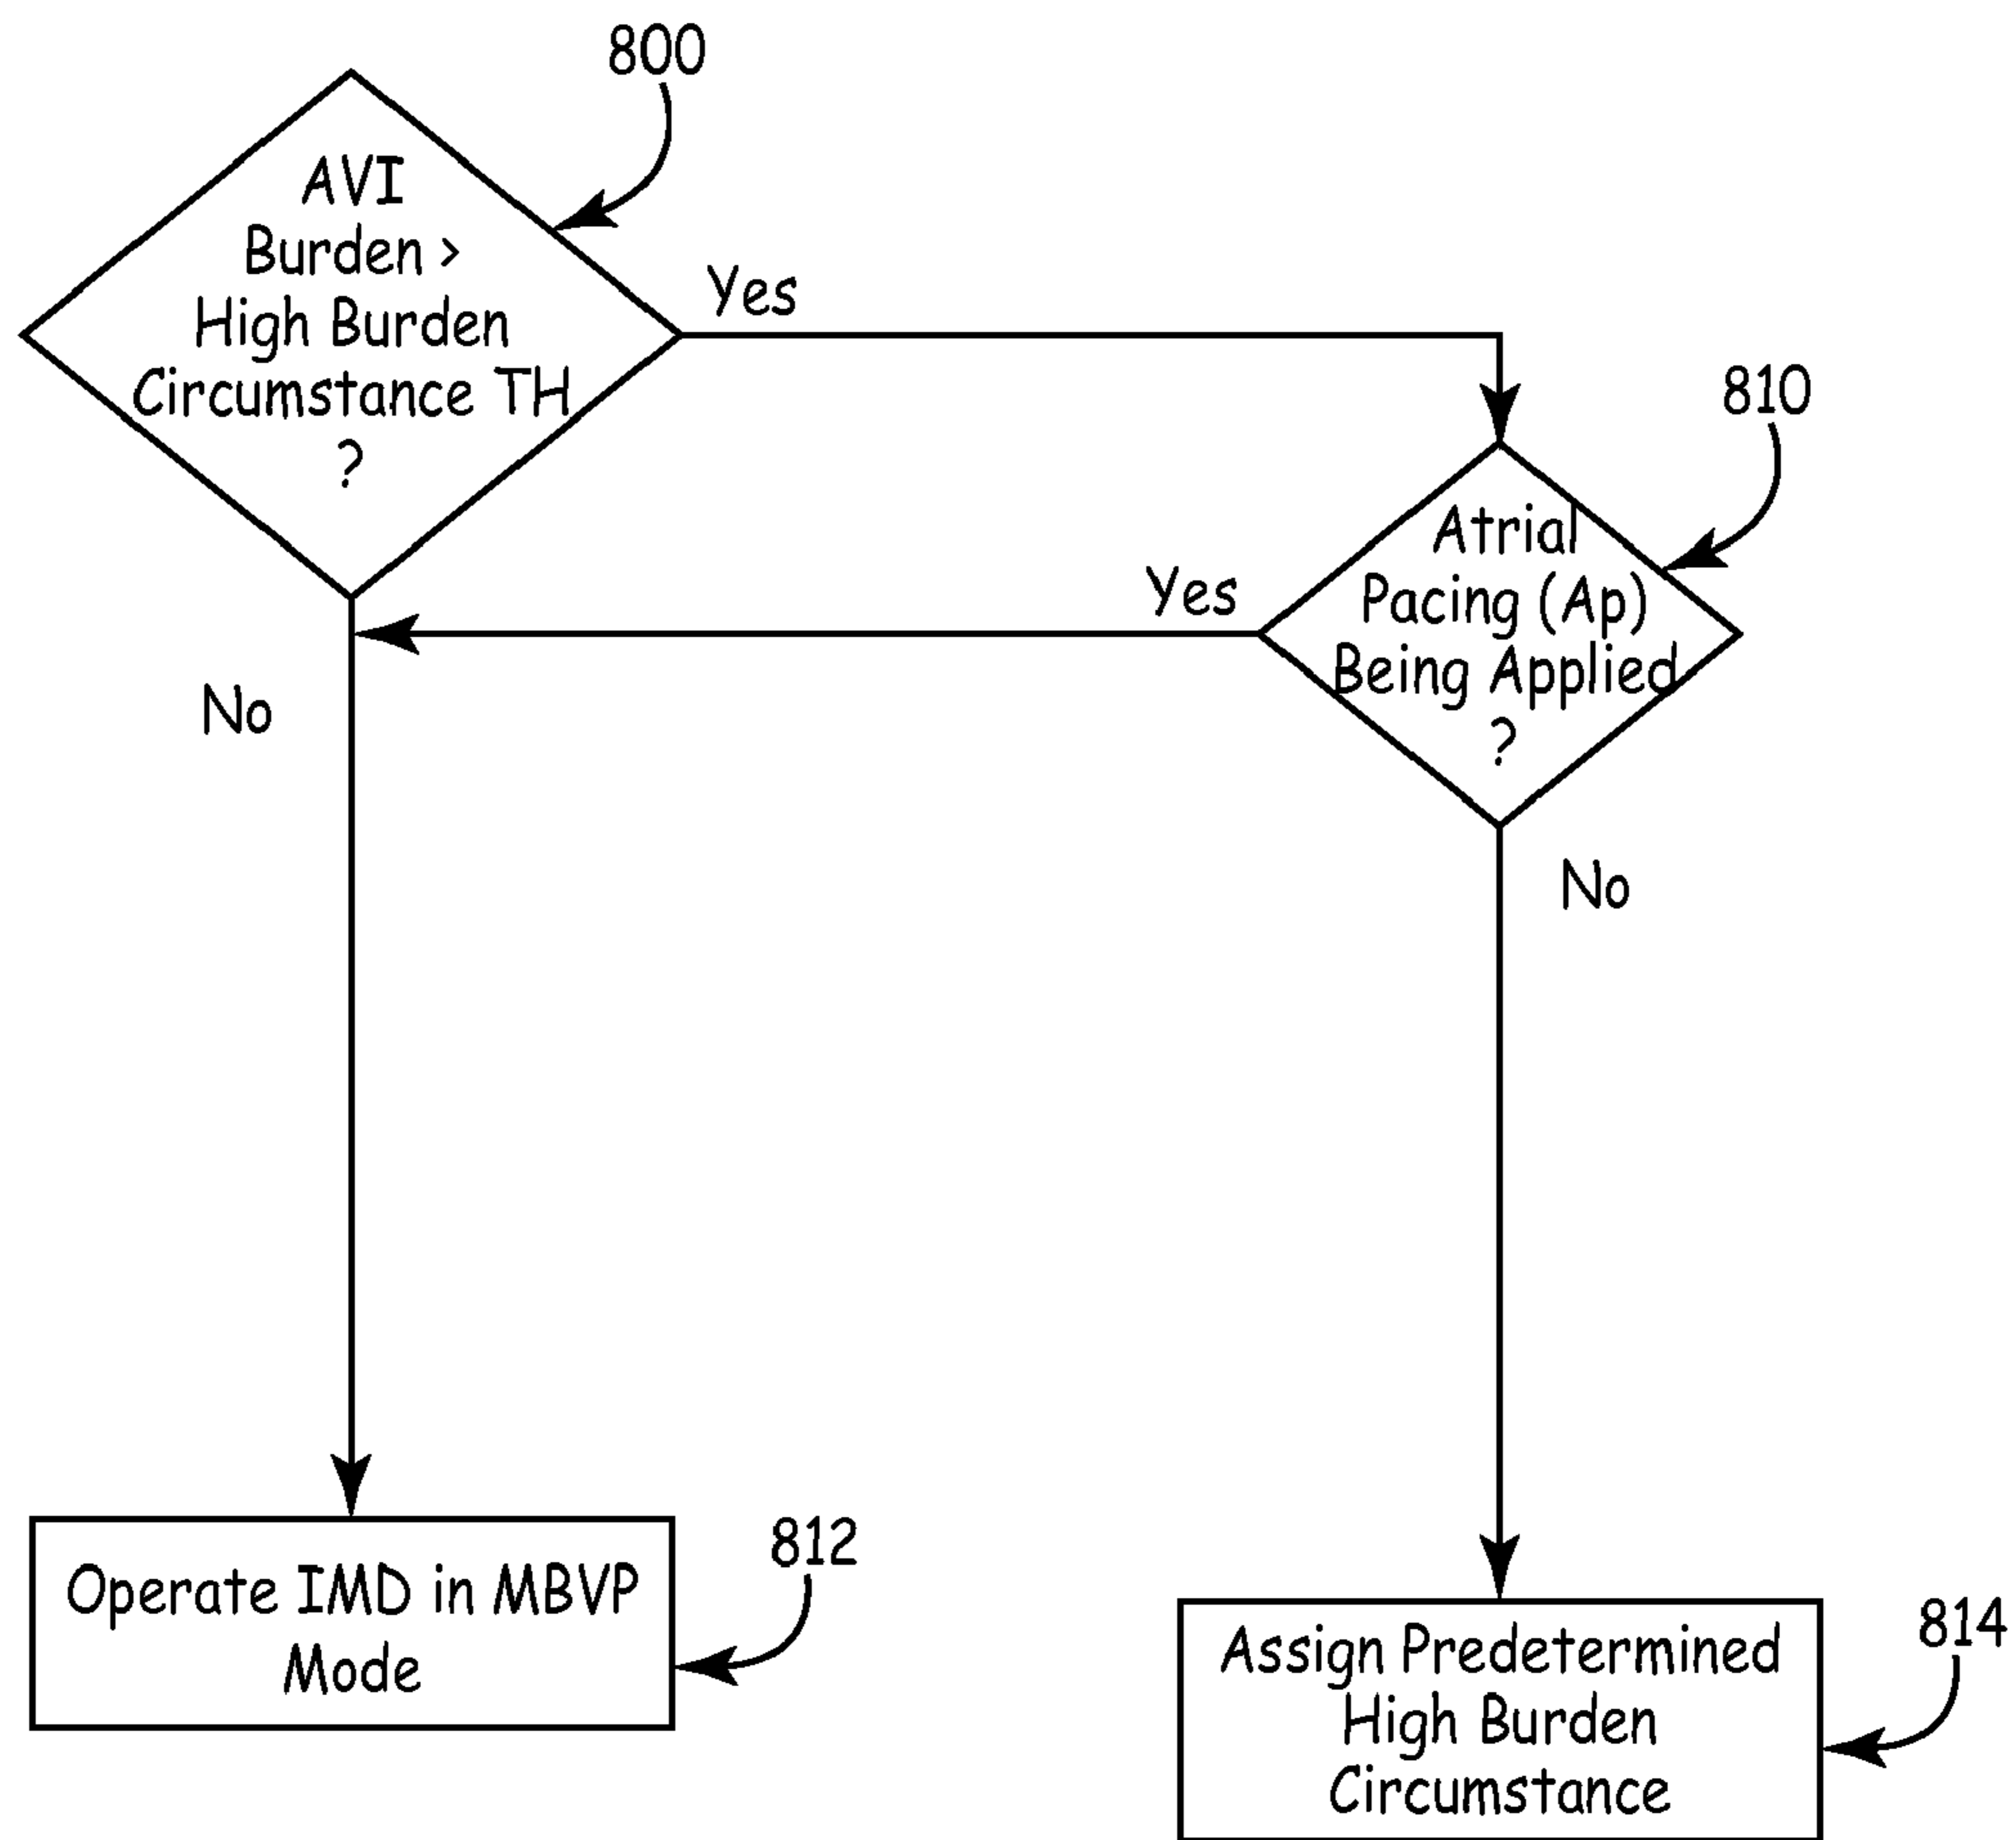 800
AVI
Burden >
High Burden
Circumstance TH
?
Yes
810
Atrial
Pacing (Ap)
Being Applied
?
Yes
No
No
812
Operate IMD in MBVP
Mode
814
Assign Predetermined
High Burden
Circumstance